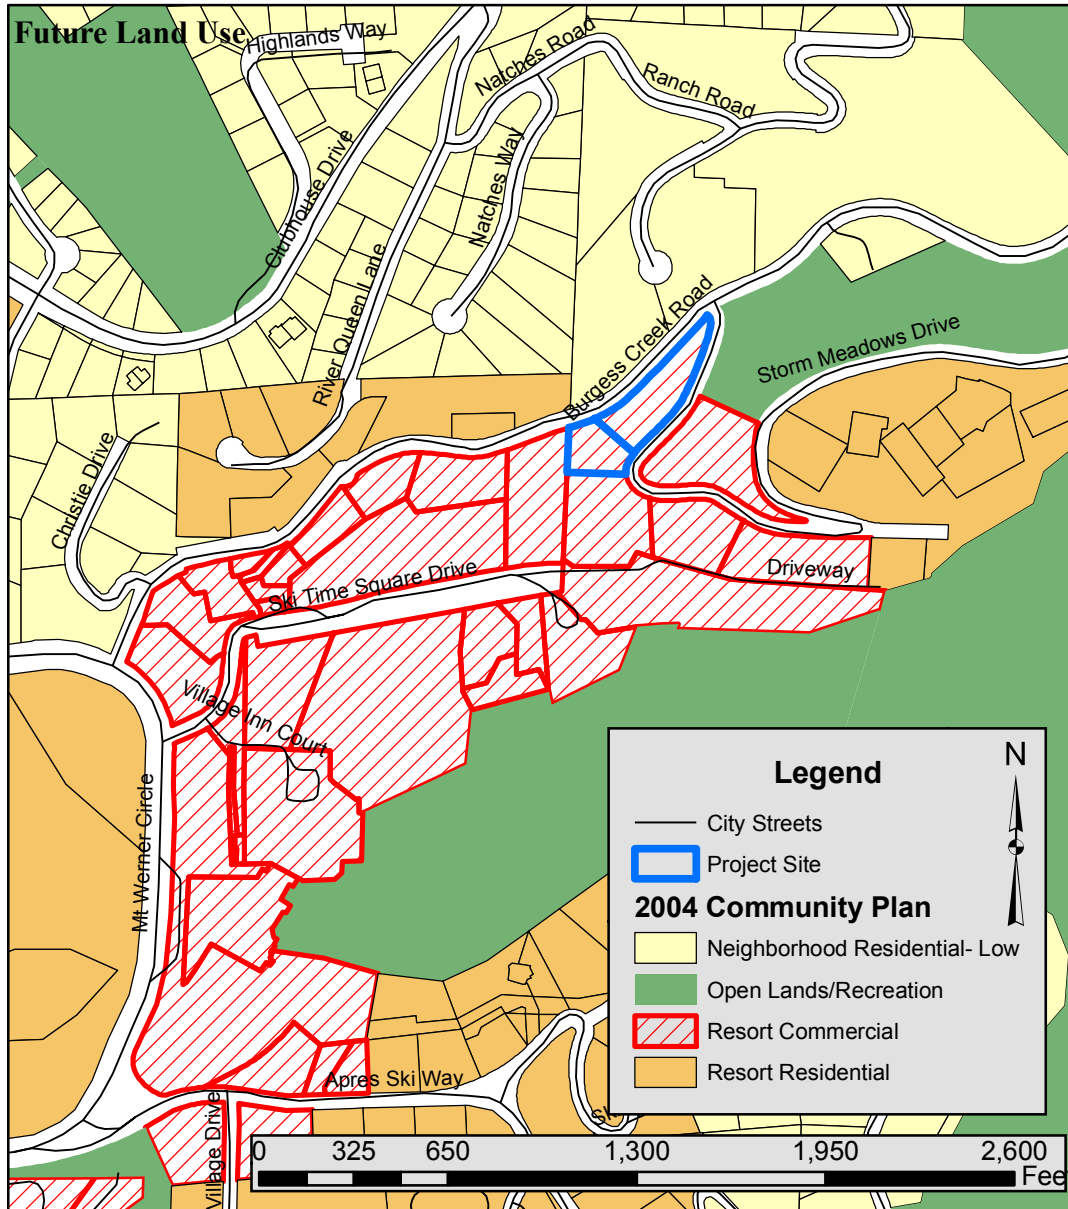 Future Land Use
Highlands Way
Natches Road
Ranch Road
Clubhouse Drive
Natches Way
River Queen Lane
Burgess Creek Road
Storm Meadows Drive
Christie Drive
Ski Time Square Drive
Driveway
Village Inn Court
Mt Werner Circle
Apres Ski Way
Village Drive
Legend
N
City Streets
Project Site
2004 Community Plan
Neighborhood Residential- Low
Open Lands/Recreation
Resort Commercial
Resort Residential
0 325 650 1,300 1,950 2,600
Fee